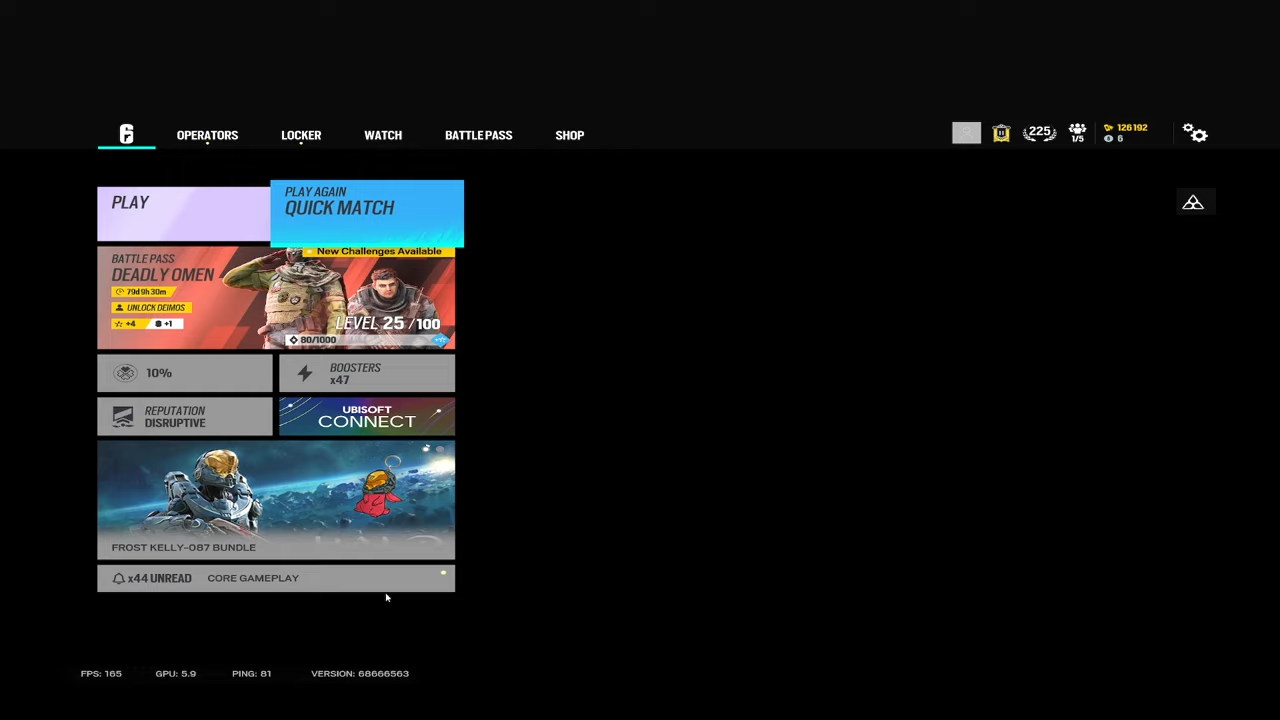 OPERATORS LOCKER WATCH BATTLE PASS SHOP
225 1/5 126192
6
PLAY
PLAY AGAIN
QUICK MATCH
New Challenges Available
BATTLE PASS
DEADLY OMEN
79d 9h 30m
UNLOCK DEIMOS
+4 +1
LEVEL 25 /100
80/1000
10%
BOOSTERS
x47
REPUTATION
DISRUPTIVE
UBISOFT
CONNECT
FROST KELLY-087 BUNDLE
x44 UNREAD CORE GAMEPLAY
FPS: 165 GPU: 5.9 PING: 81 VERSION: 68666563